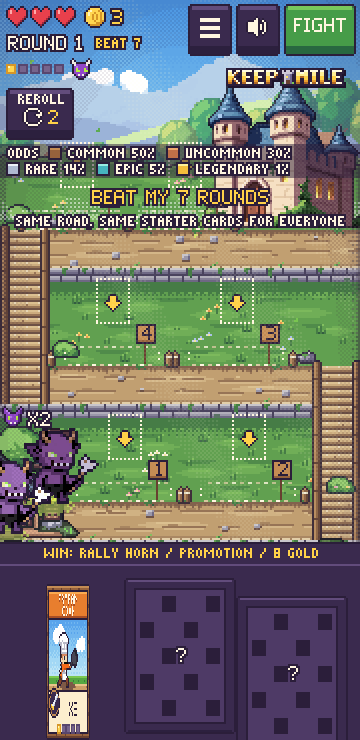 3
FIGHT
ROUND 1 BEAT 7
KEEP MILE
REROLL
2
ODDS COMMON 50% UNCOMMON 30%
RARE 14% EPIC 5% LEGENDARY 1%
BEAT MY 7 ROUNDS
SAME ROAD. SAME STARTER CARDS FOR EVERYONE
4
3
X2
1
2
WIN: RALLY HORN / PROMOTION / 8 GOLD
?
?